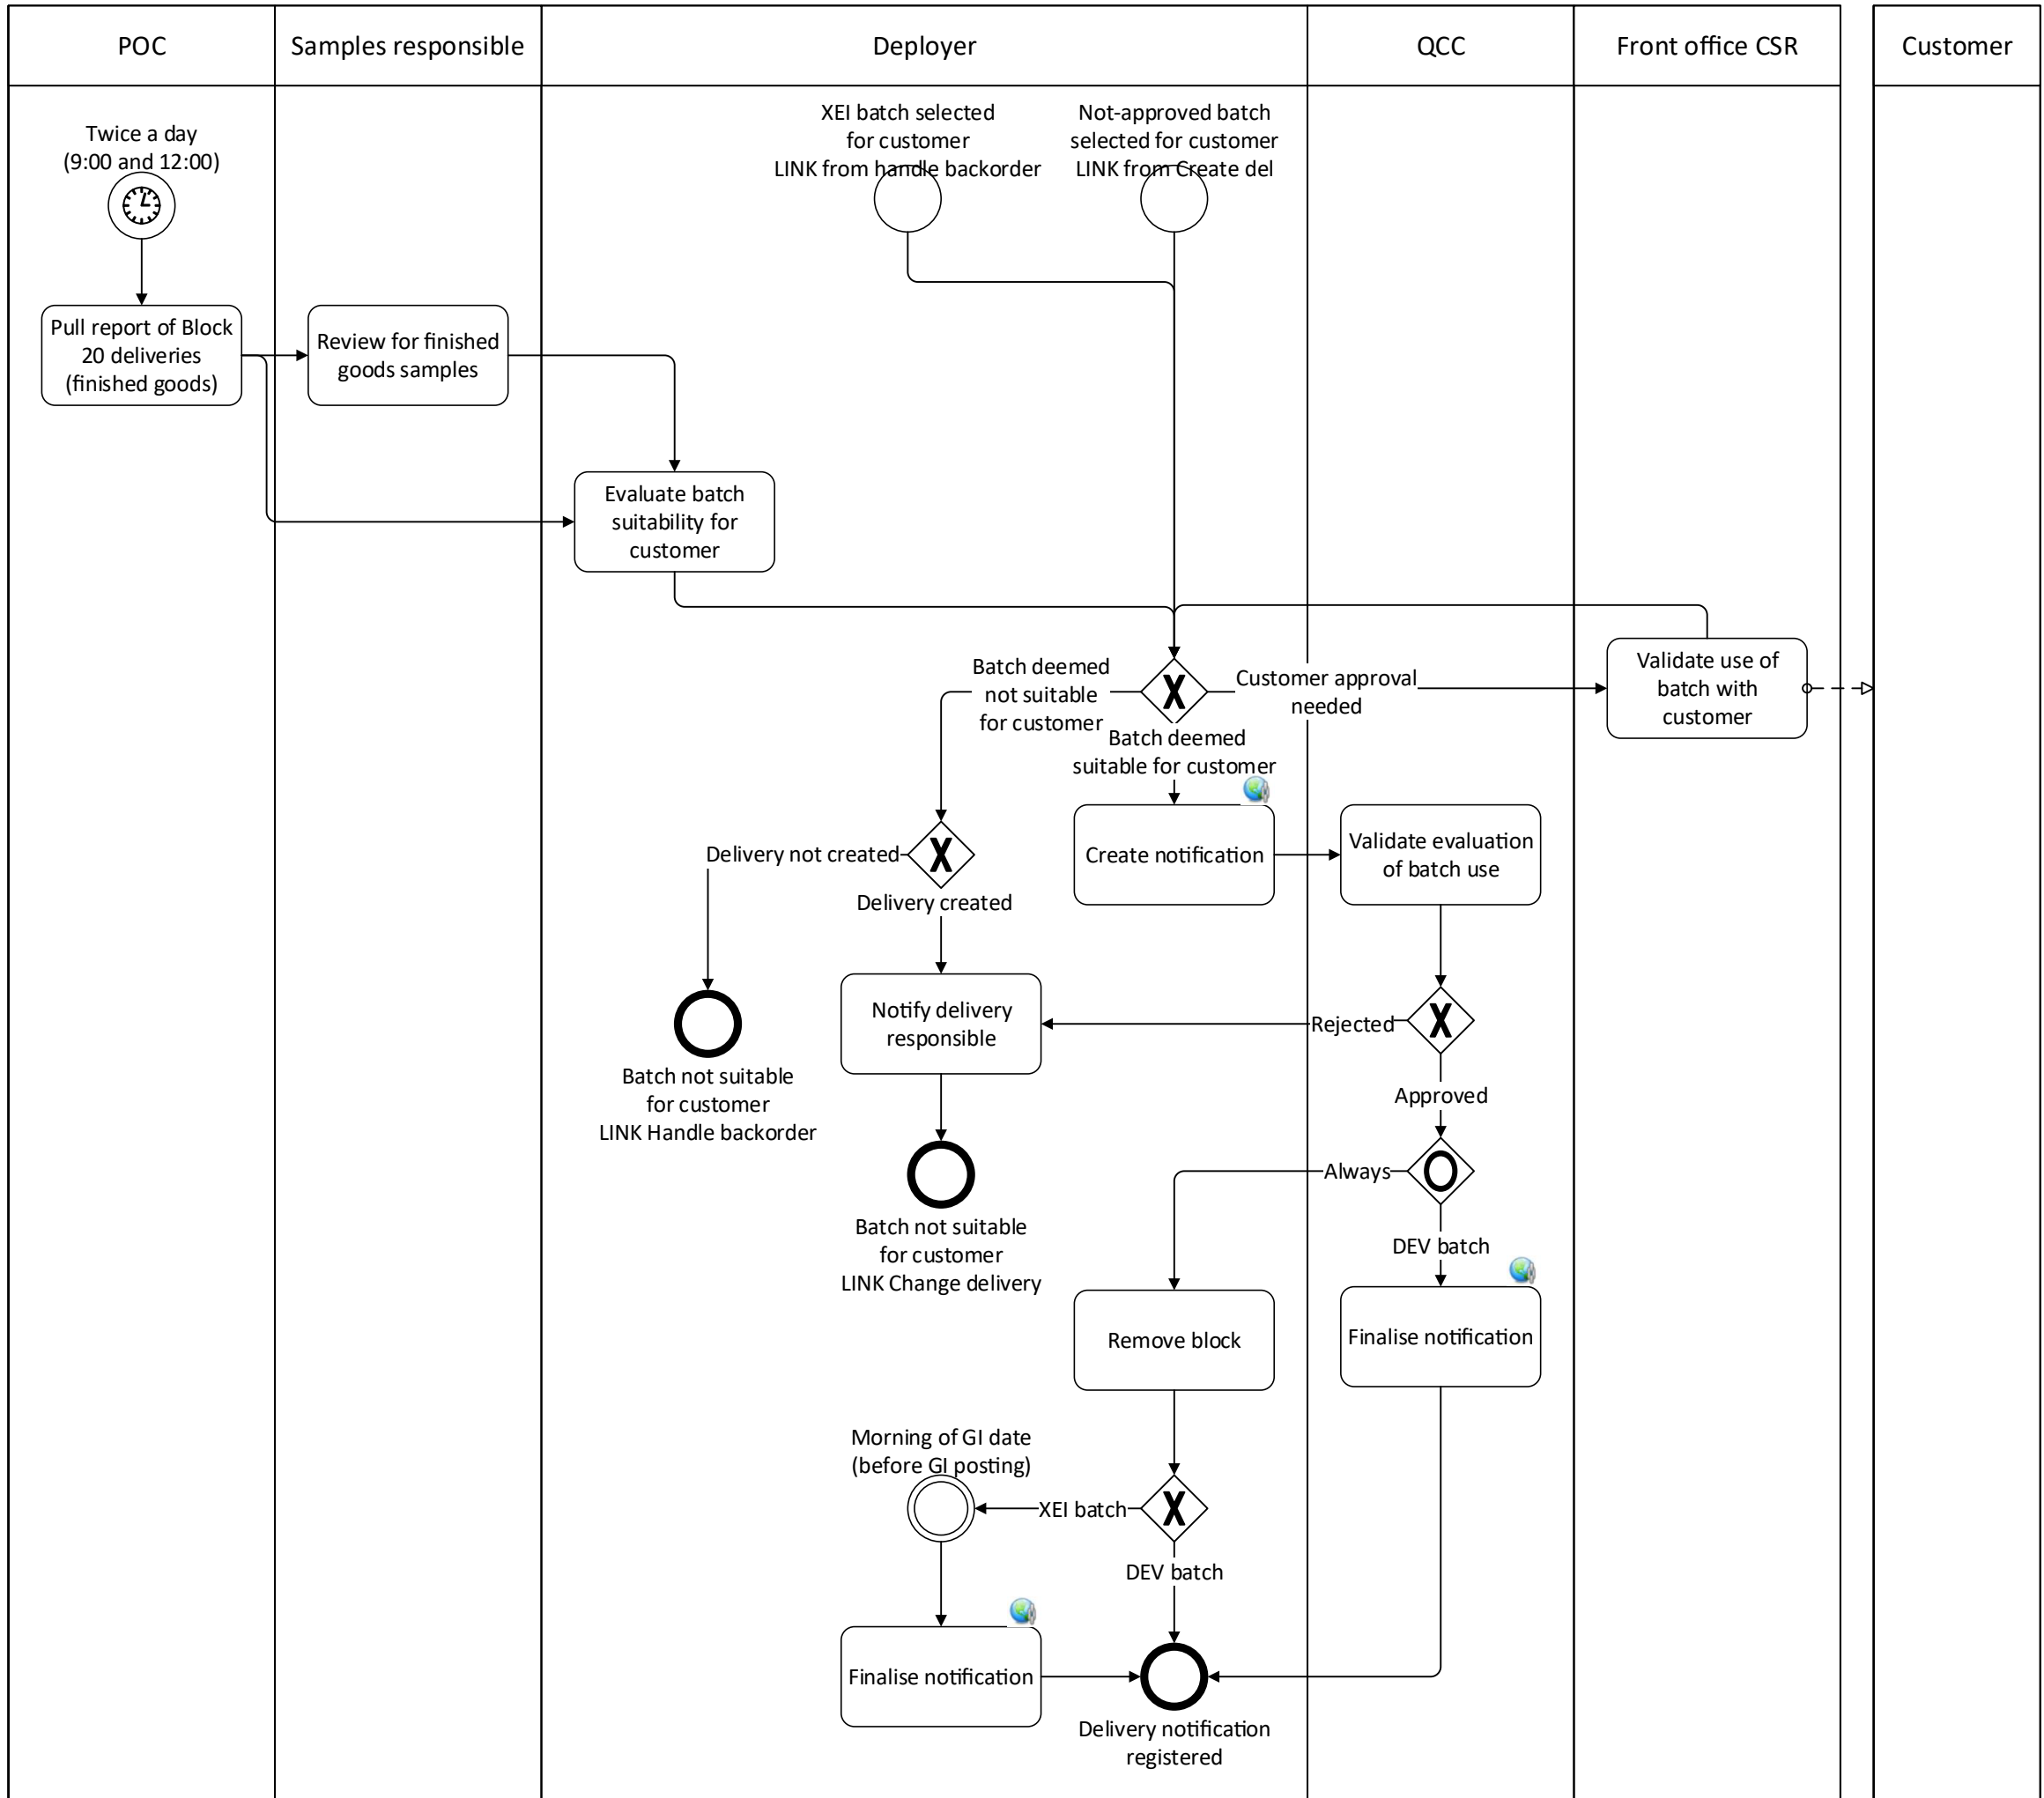 POC
Samples responsible
Deployer
QCC
Front office CSR
Customer
Twice a day
(9:00 and 12:00)
XEI batch selected
for customer
LINK from handle backorder
Not-approved batch
selected for customer
LINK from Create del
Pull report of Block
20 deliveries
(finished goods)
Review for finished
goods samples
Evaluate batch
suitability for
customer
Batch deemed
not suitable
for customer
Customer approval
needed
Validate use of
batch with
customer
Batch deemed
suitable for customer
Delivery not created
Delivery created
Create notification
Validate evaluation
of batch use
Notify delivery
responsible
Rejected
Batch not suitable
for customer
LINK Handle backorder
Approved
Always
Batch not suitable
for customer
LINK Change delivery
DEV batch
Remove block
Finalise notification
Morning of GI date
(before GI posting)
XEI batch
DEV batch
Finalise notification
Delivery notification
registered